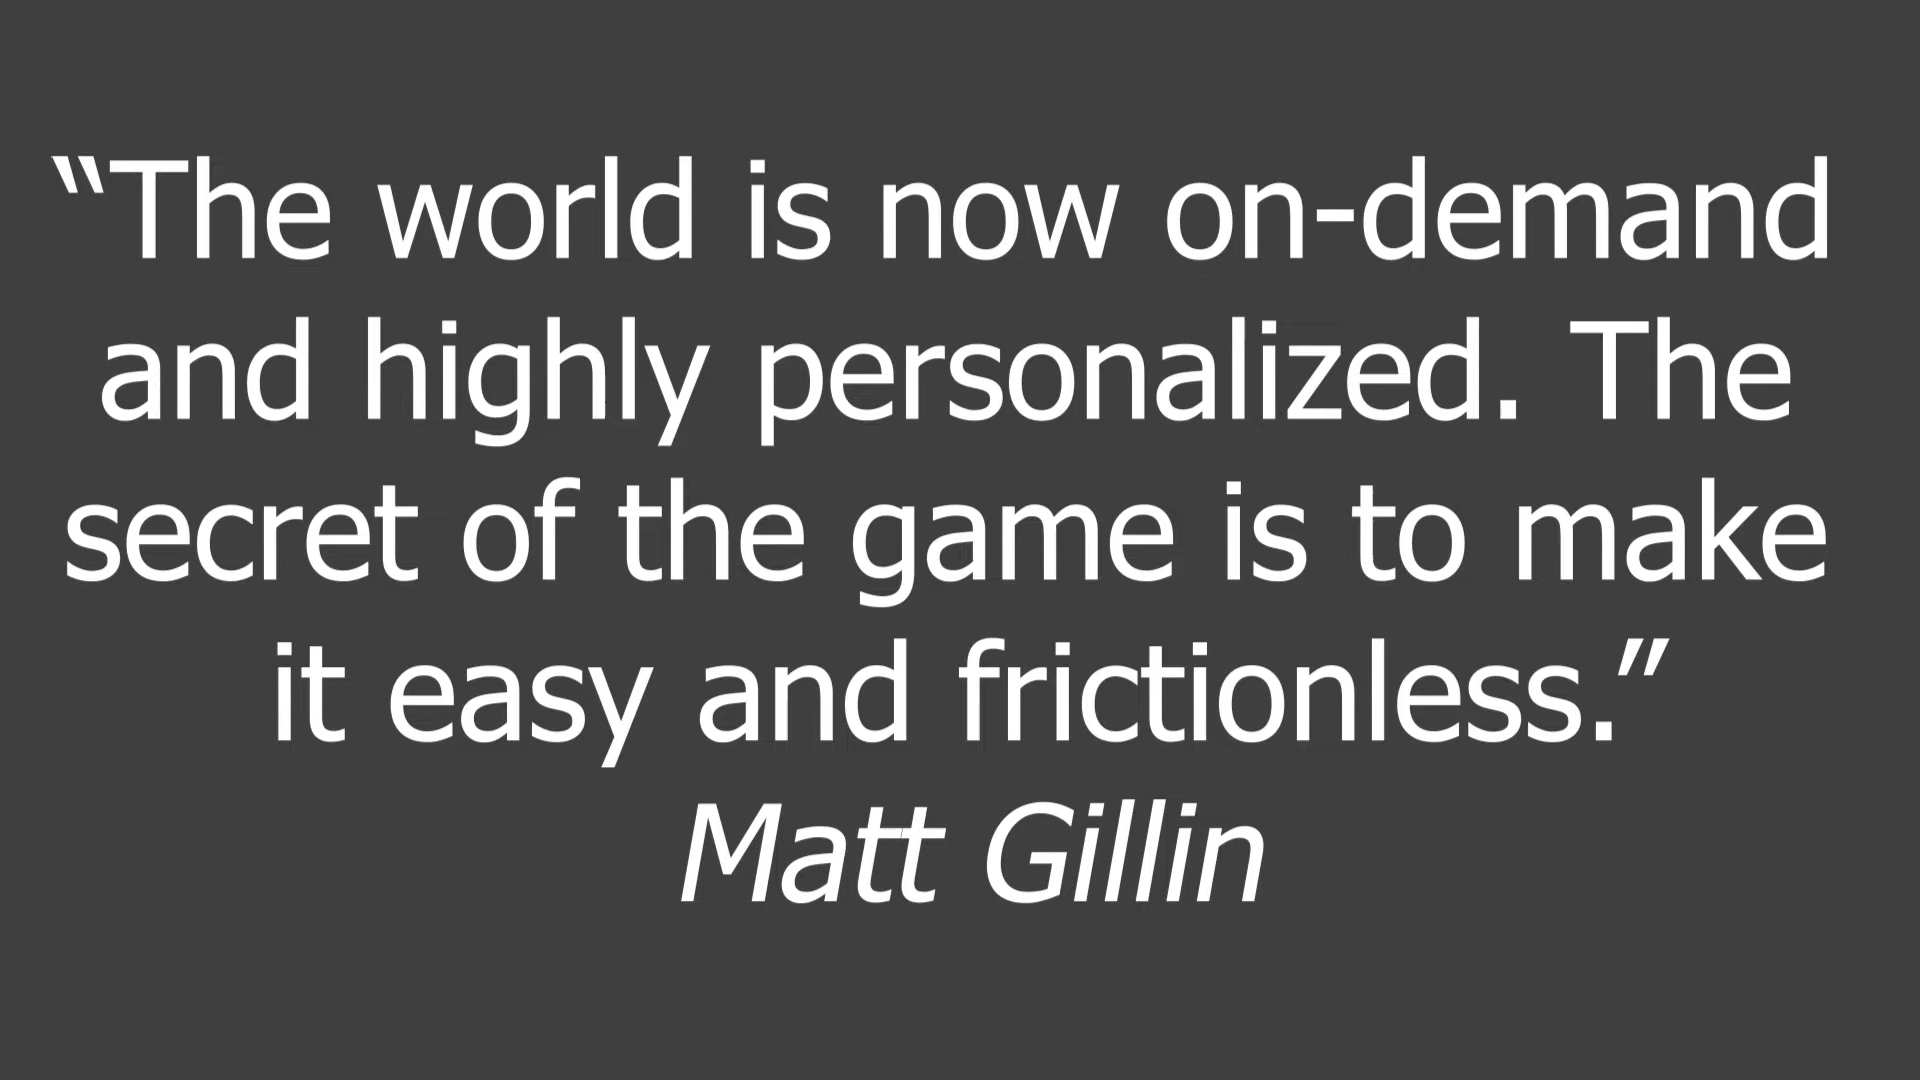 “The world is now on-demand
and highly personalized. The
secret of the game is to make
it easy and frictionless.”
Matt Gillin